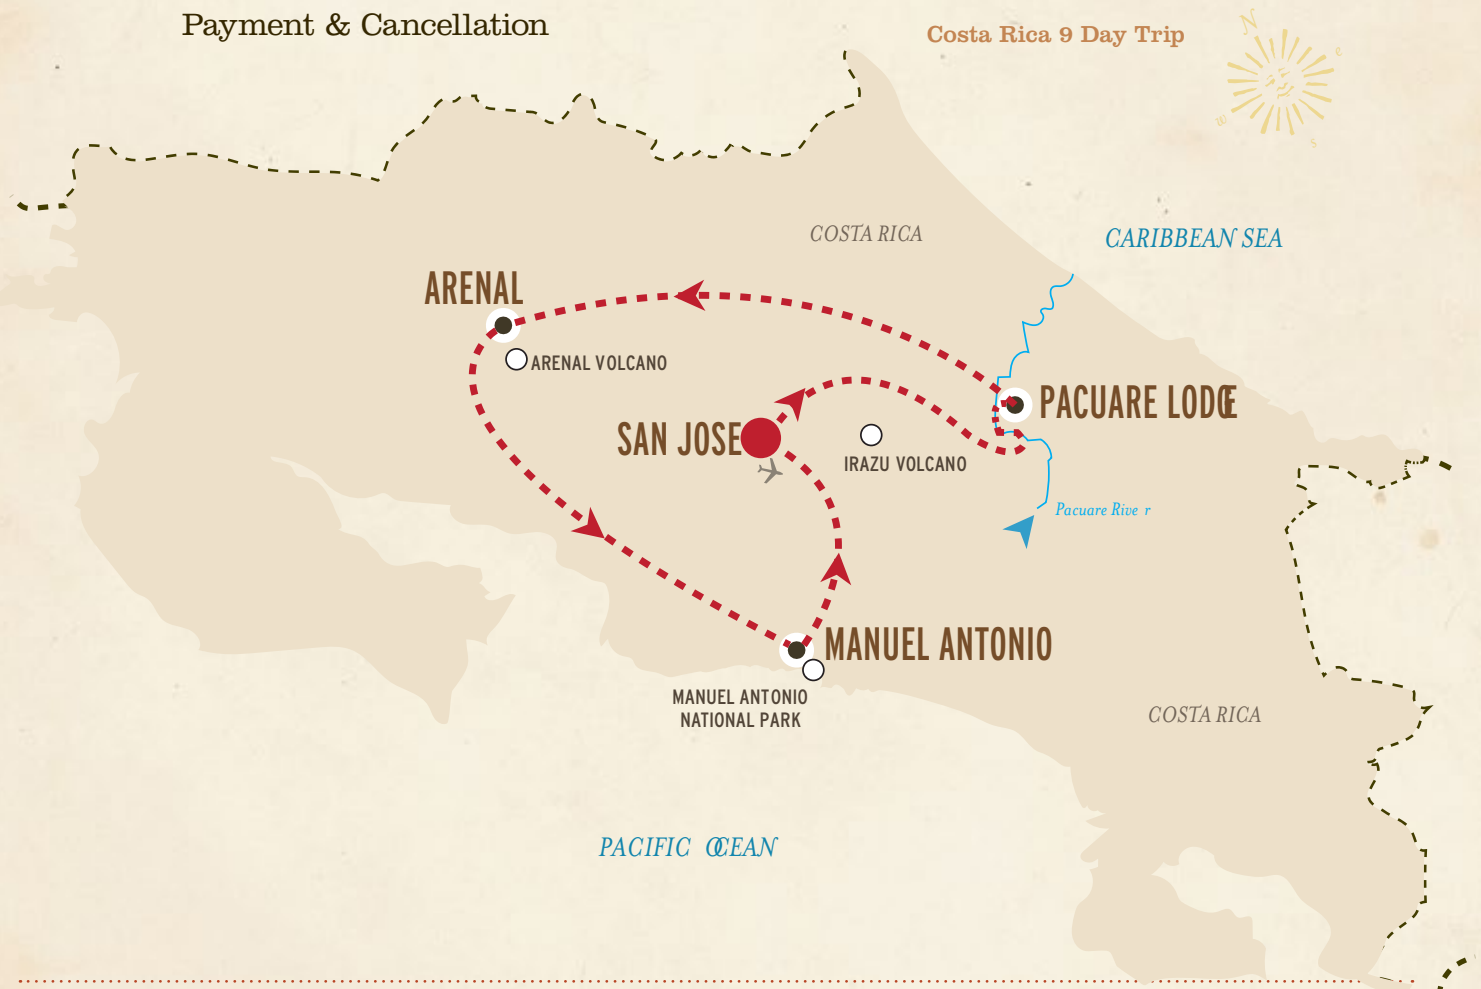 Payment & Cancellation
Costa Rica 9 Day Trip
N
e
w
s
COSTA RICA
CARIBBEAN SEA
ARENAL
ARENAL VOLCANO
PACUARE LODGE
SAN JOSE
IRAZU VOLCANO
Pacuare River
MANUEL ANTONIO
MANUEL ANTONIO
NATIONAL PARK
COSTA RICA
PACIFIC OCEAN